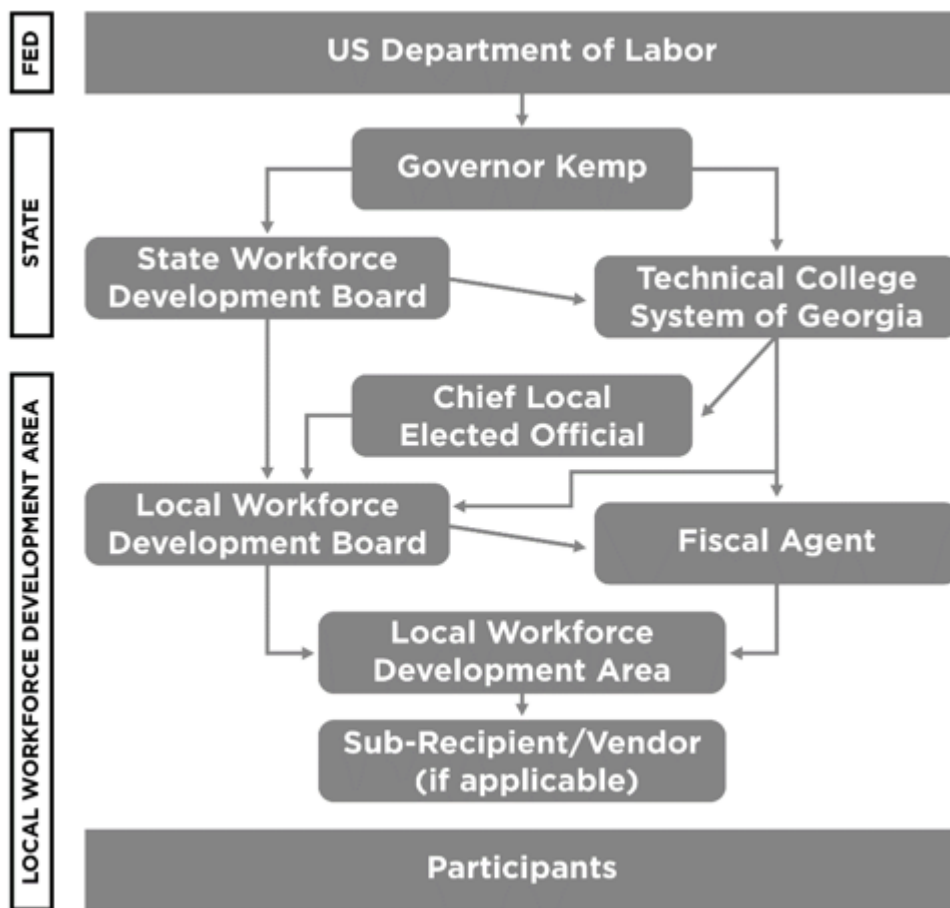 FED
US Department of Labor
STATE
Governor Kemp
State Workforce
Development Board
Technical College
System of Georgia
LOCAL WORKFORCE DEVELOPMENT AREA
Chief Local
Elected Official
Local Workforce
Development Board
Fiscal Agent
Local Workforce
Development Area
Sub-Recipient/Vendor
(if applicable)
Participants